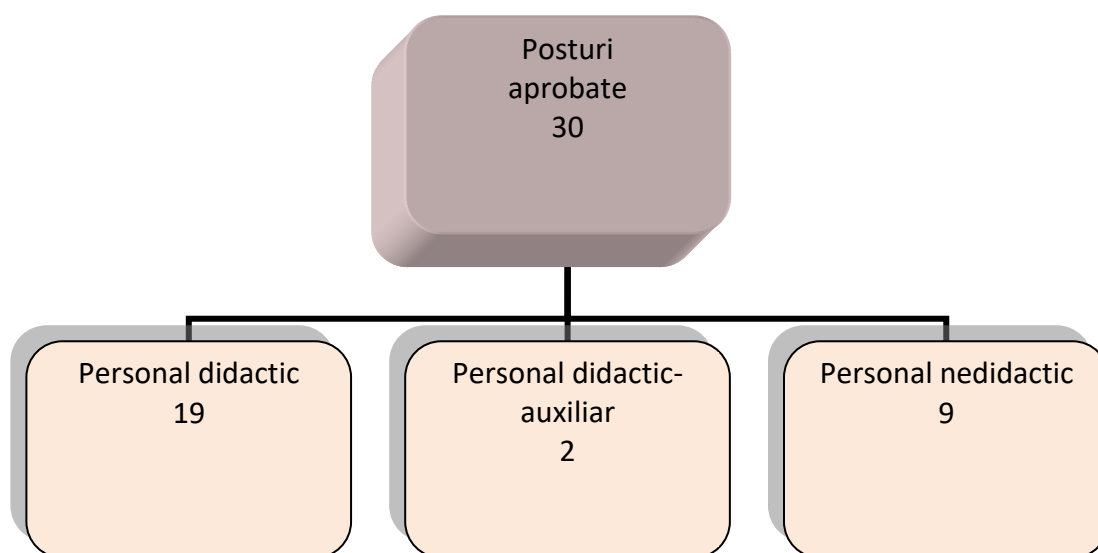 Posturi
aprobate
30
Personal didactic
19
Personal didactic-
auxiliar
2
Personal nedidactic
9